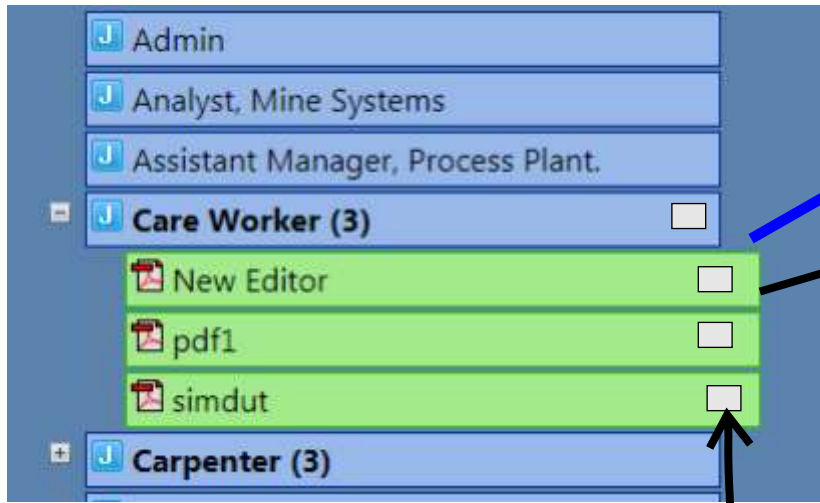 J Admin
J Analyst, Mine Systems
J Assistant Manager, Process Plant.
J Care Worker (3)
New Editor
pdf1
simdut
J Carpenter (3)